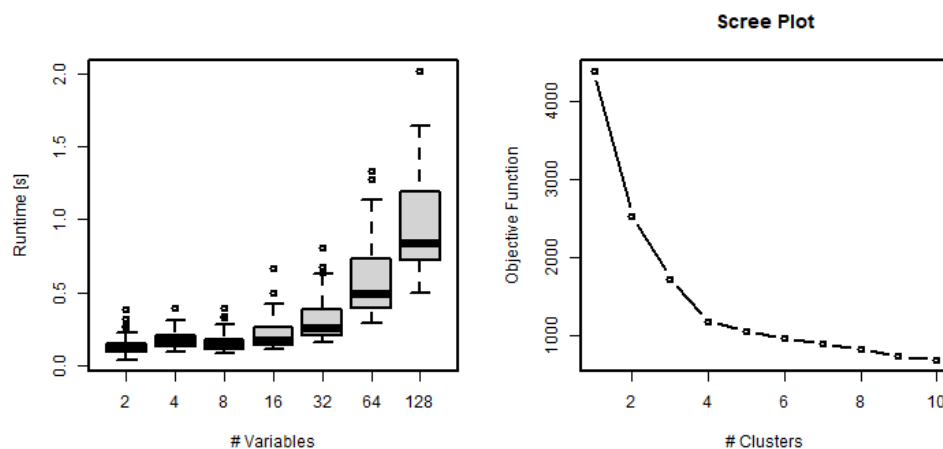 Scree Plot
Runtime [s]
0.0
0.5
1.0
1.5
2.0
2 4 8 16 32 64 128
# Variables
Objective Function
1000
2000
3000
4000
2 4 6 8 10
# Clusters